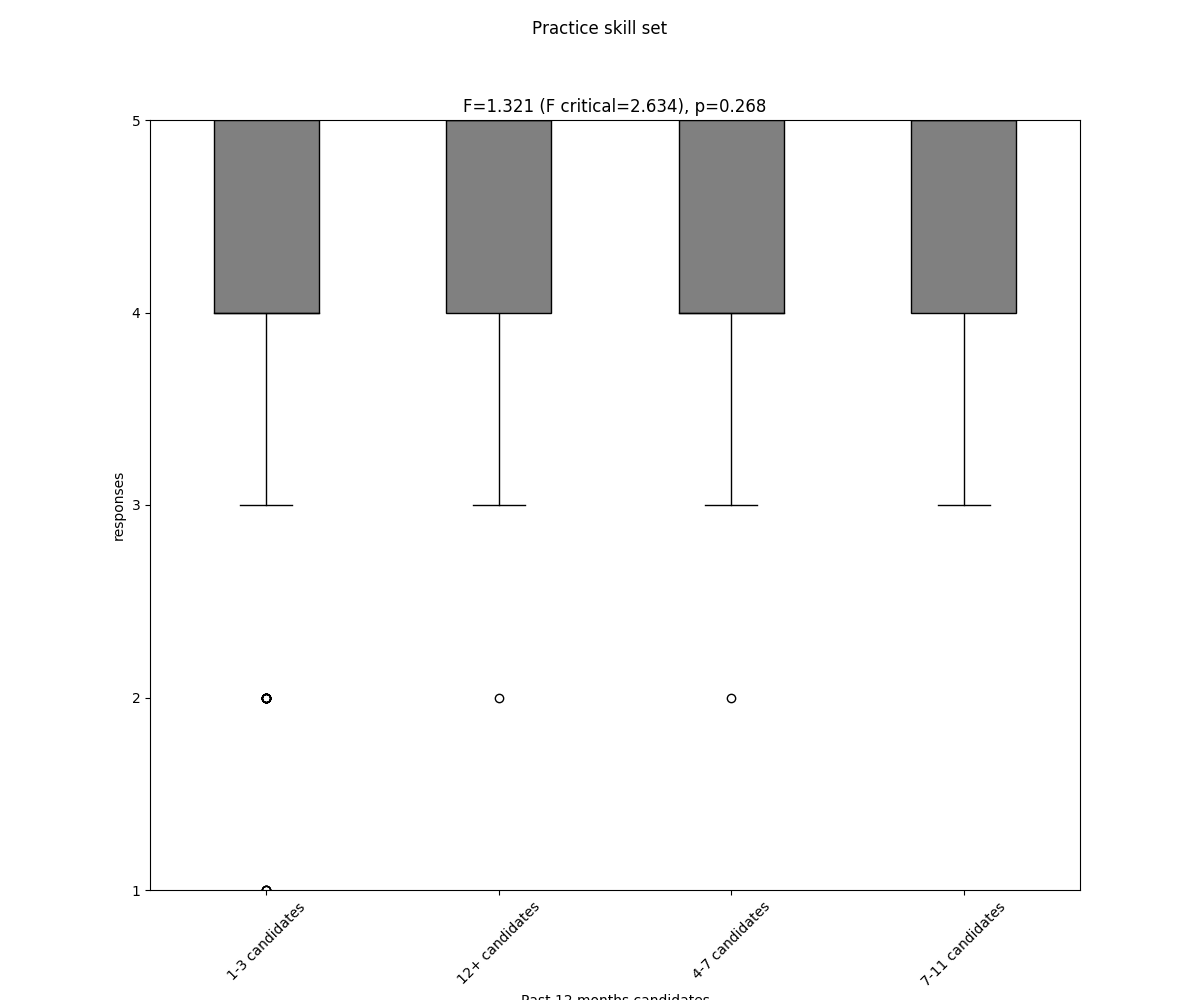 Practice skill set
F=1.321 (F critical=2.634), p=0.268
5
4
3
2
1
responses
1-3 candidates
12+ candidates
4-7 candidates
7-11 candidates
Past 12 months candidates